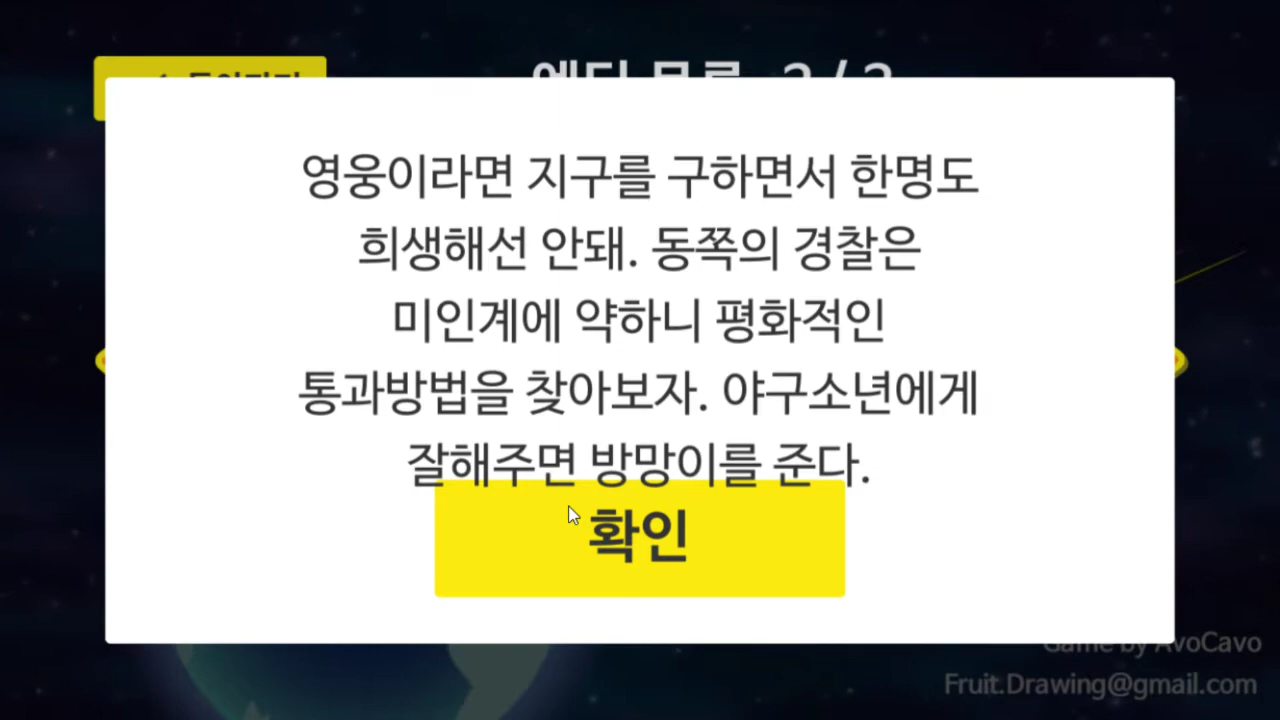 영웅이라면 지구를 구하면서 한명도
희생해선 안돼. 동쪽의 경찰은
미인계에 약하니 평화적인
통과방법을 찾아보자. 야구소년에게
잘해주면 방망이를 준다.
확인
Game by AvoCavo
Fruit.Drawing@gmail.com